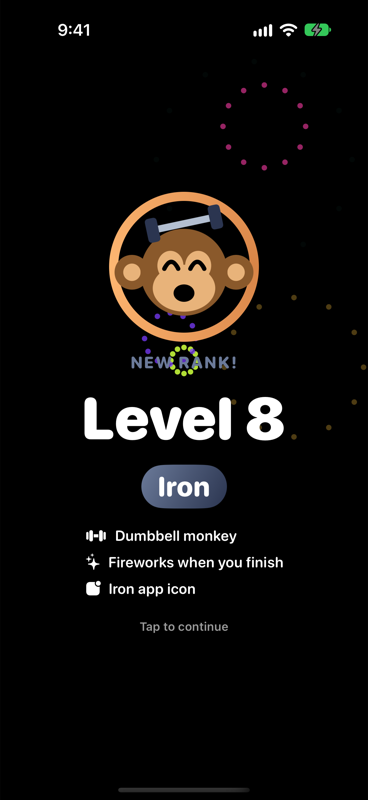 9:41
NEW RANK!
Level 8
Iron
Dumbbell monkey
Fireworks when you finish
Iron app icon
Tap to continue